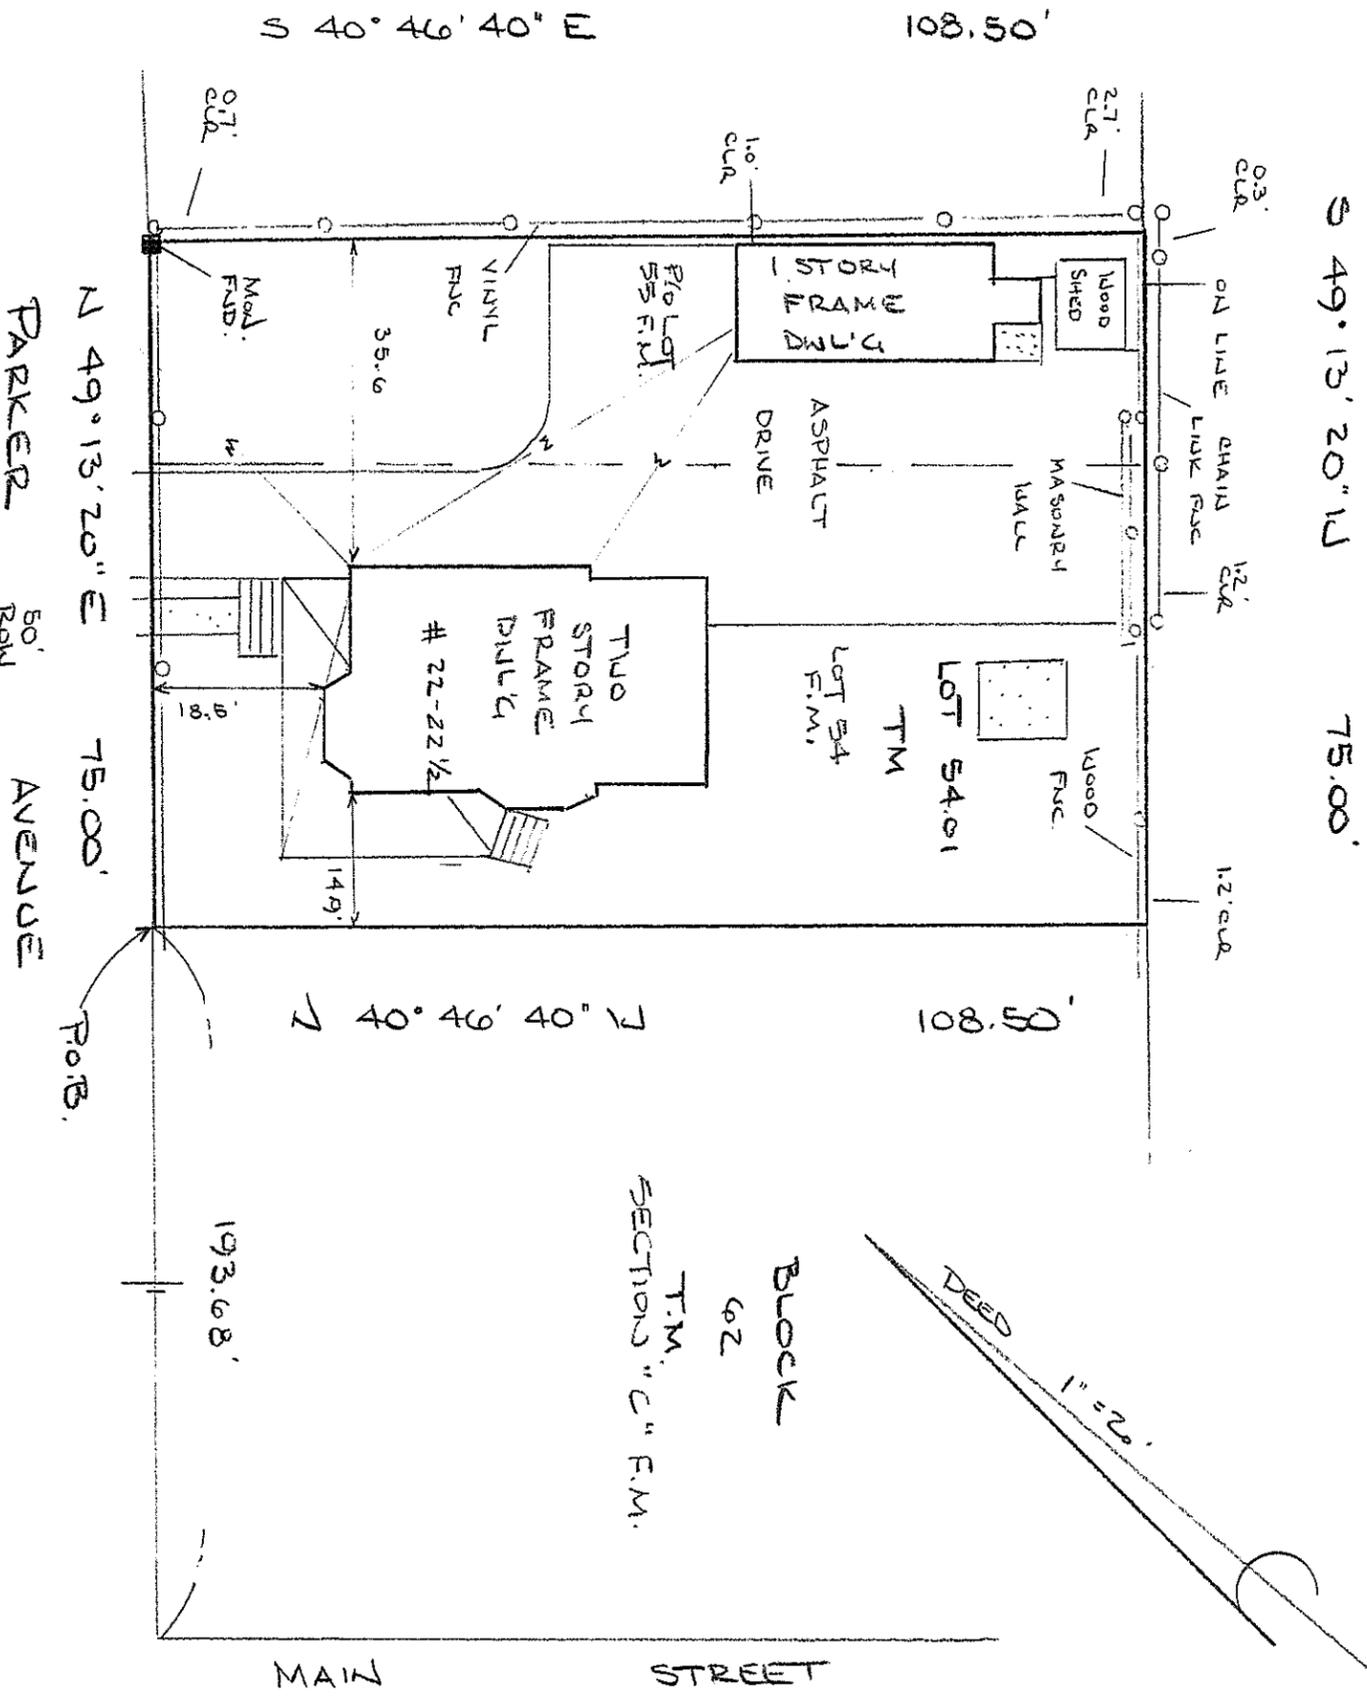 S 40° 46' 40" E 108.50'
S 49° 13' 20" W 75.00'
0.7'
CLR
1.0'
CLR
2.7'
CLR
0.3'
CLR
ON LINE CHAIN
LINK FNC
MON.
FND.
VINYL
FNC
P/O LOT
55 F.M.
1 STORY
FRAME
DWL'G
WOOD
SHED
35.6
ASPHALT
DRIVE
MASONRY
WALL
1.2'
CLR
TWO
STORY
FRAME
DWL'G
# 22-22 1/2
18.5'
14.9'
LOT 54
F.M.
TM
LOT 54.01
WOOD
FNC.
1.2' CLR
N 49° 13' 20" E 75.00'
PARKER AVENUE
50'
ROW
P.O.B.
N 40° 46' 40" W 108.50'
193.68'
BLOCK
62
T.M.
SECTION "C" F.M.
DEED
1" = 20'
MAIN STREET